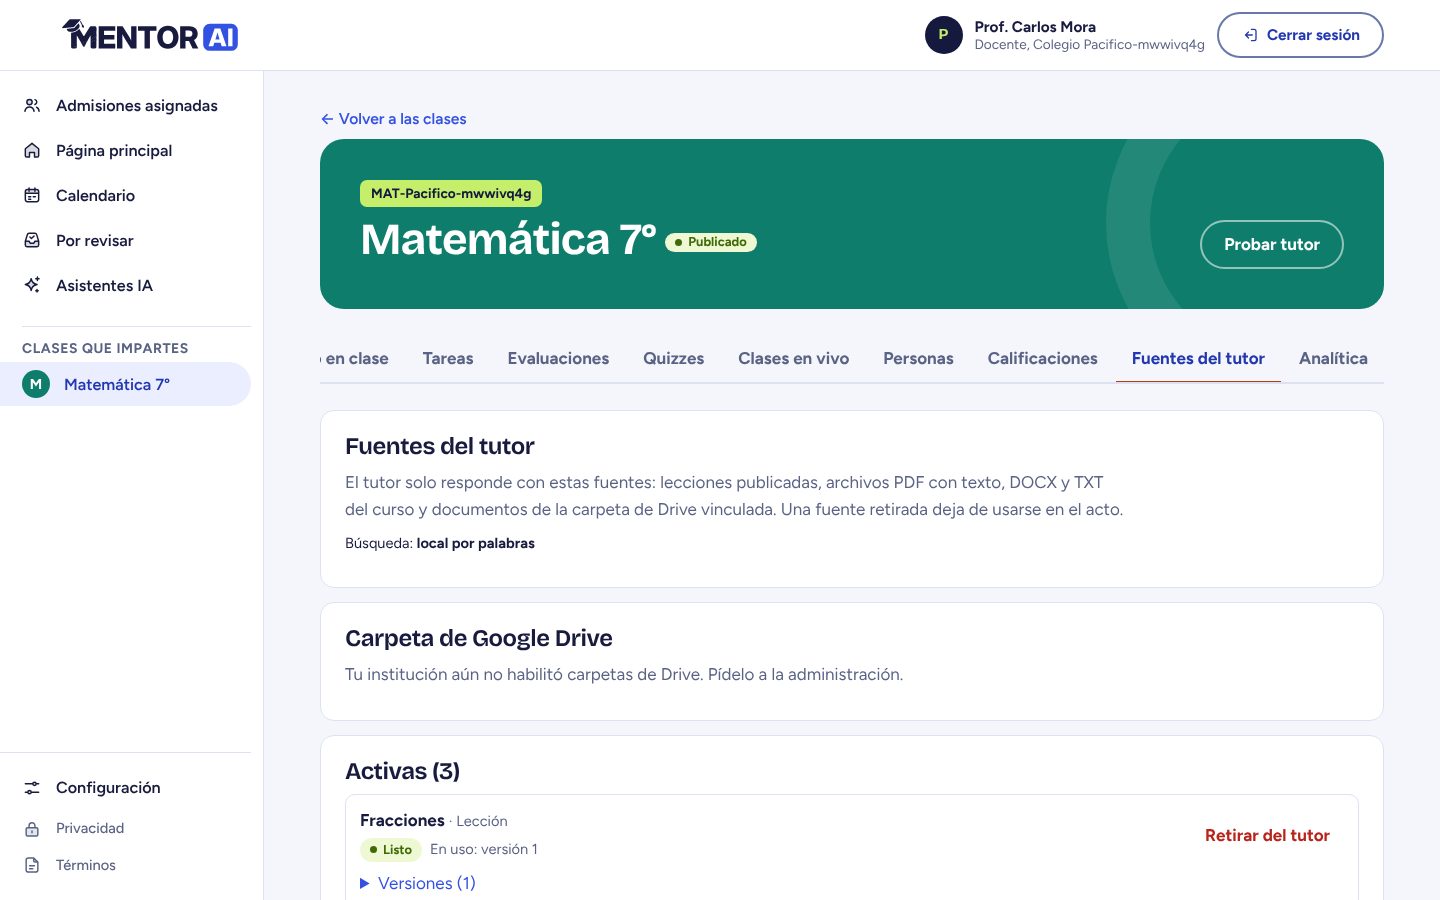 MENTOR AI
P
Prof. Carlos Mora
Docente, Colegio Pacifico-mwwivq4g
Cerrar sesión
Admisiones asignadas
Página principal
Calendario
Por revisar
Asistentes IA
CLASES QUE IMPARTES
M Matemática 7°
Configuración
Privacidad
Términos
← Volver a las clases
MAT-Pacifico-mwwivq4g
Matemática 7° Publicado
Probar tutor
en clase Tareas Evaluaciones Quizzes Clases en vivo Personas Calificaciones Fuentes del tutor Analítica
Fuentes del tutor
El tutor solo responde con estas fuentes: lecciones publicadas, archivos PDF con texto, DOCX y TXT
del curso y documentos de la carpeta de Drive vinculada. Una fuente retirada deja de usarse en el acto.
Búsqueda: local por palabras
Carpeta de Google Drive
Tu institución aún no habilitó carpetas de Drive. Pídelo a la administración.
Activas (3)
Fracciones · Lección
Listo En uso: versión 1
Retirar del tutor
Versiones (1)